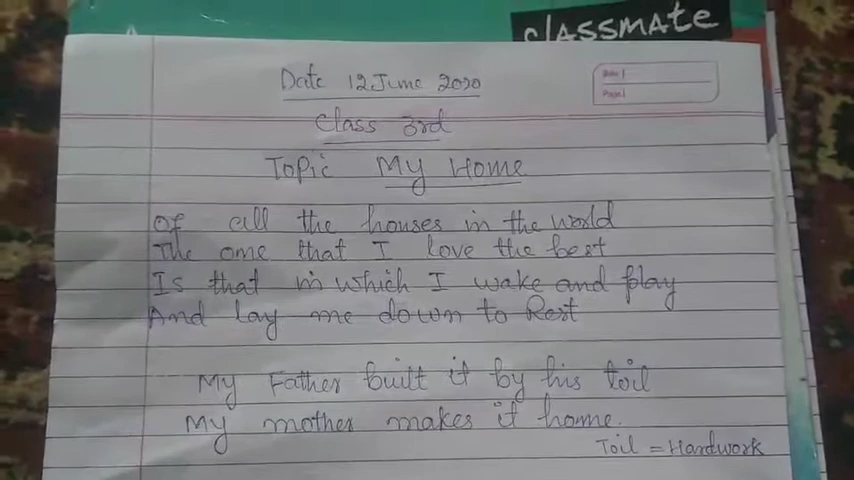 classmate
Date 12 June 2020
Class 3rd
Topic My Home
Of all the houses in the world
The one that I love the best
Is that in which I wake and play
And lay me down to Rest
My Father built it by his toil
My mother makes it home.
Toil = Hardwork